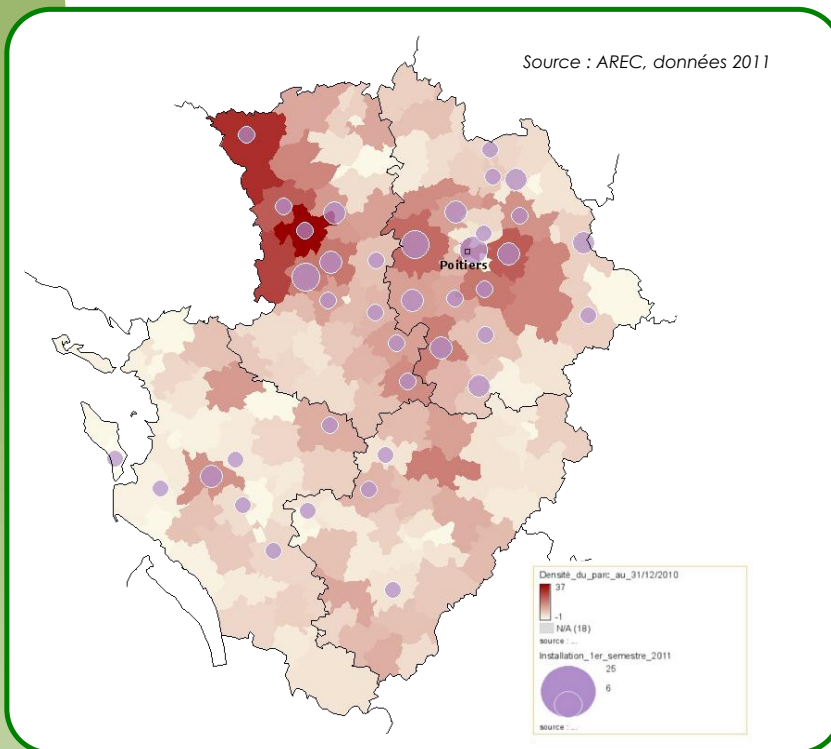 Source : AREC, données 2011
Poitiers
Densité_du_parc_au_31/12/2010
37
-1
N/A (18)
source : ...
Installation_1er_semestre_2011
25
6
source : ...